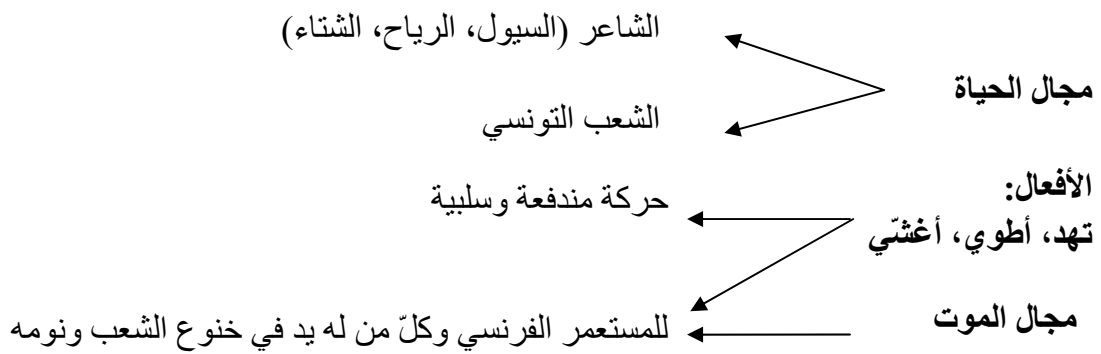 الشاعر (السيول، الرياح، الشتاء)
مجال الحياة
الشعب التونسي
الأفعال:
حركة مندفعة وسلبية
تهد، أطوي، أغشّي
مجال الموت
للمستعمر الفرنسي وكلّ من له يد في خنوع الشعب ونومه